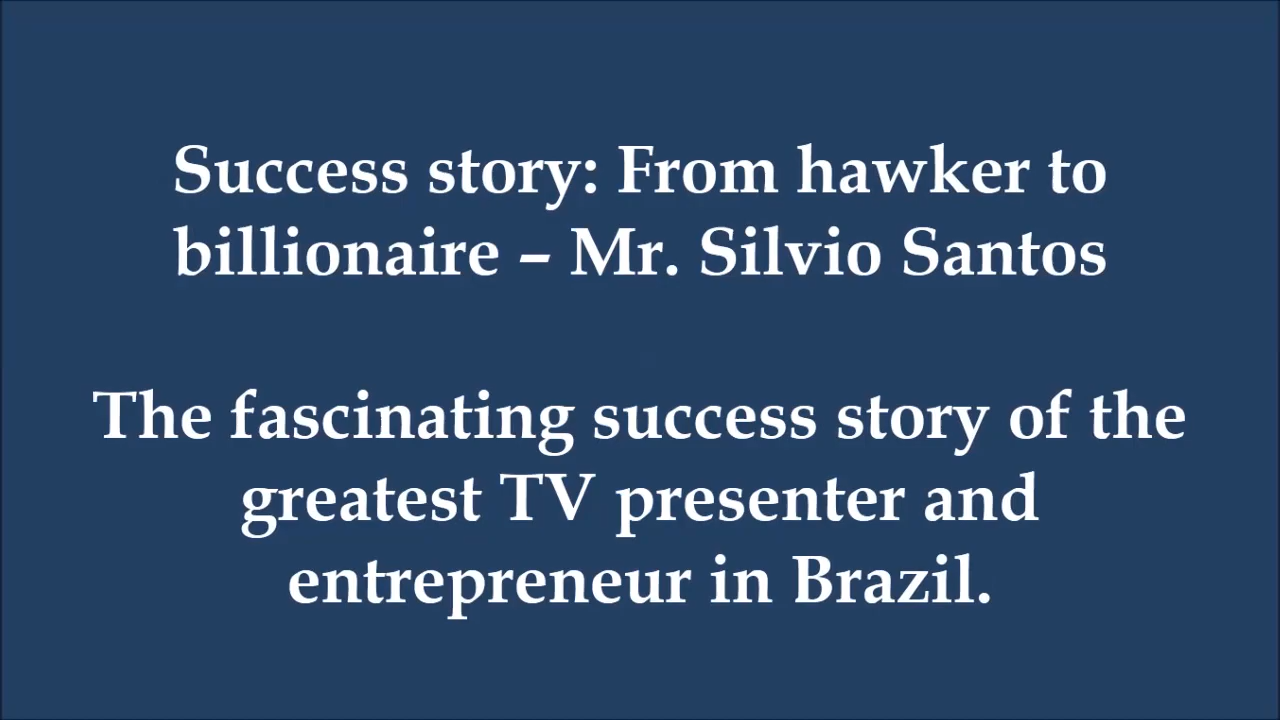 Success story: From hawker to
billionaire – Mr. Silvio Santos
The fascinating success story of the
greatest TV presenter and
entrepreneur in Brazil.